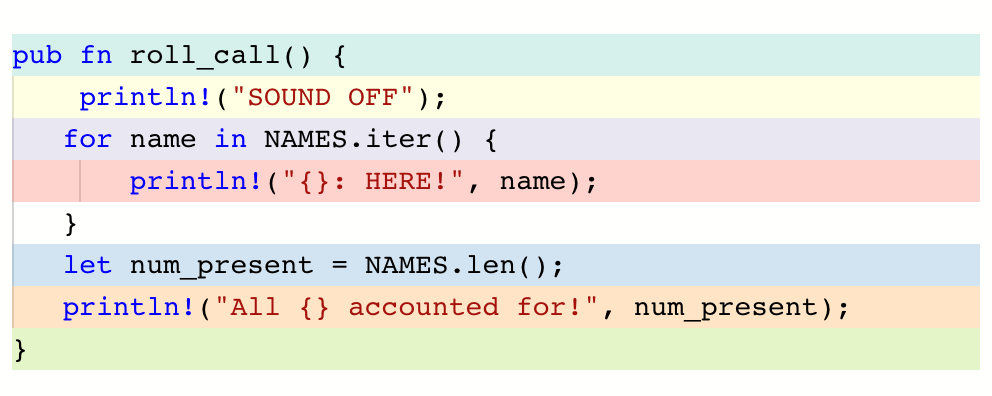 pub fn roll_call() {
    println!("SOUND OFF");
   for name in NAMES.iter() {
       println!("{}: HERE!", name);
   }
   let num_present = NAMES.len();
   println!("All {} accounted for!", num_present);
}